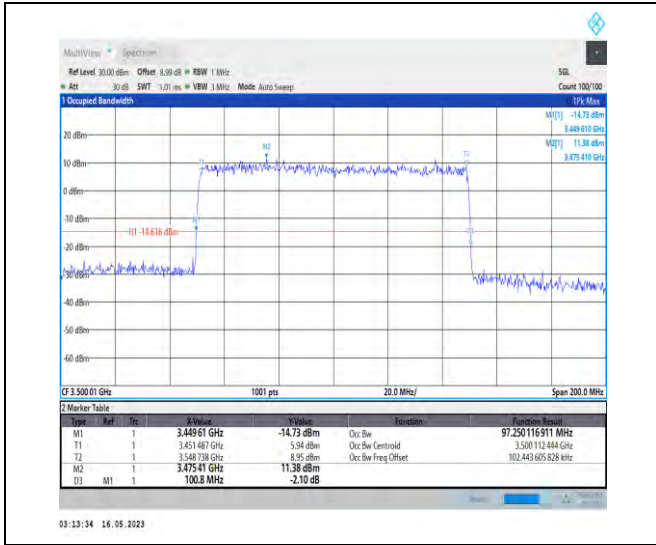 MultiView Spectrum
Ref Level 30.00 dBm Offset 8.99 dB RBW 1 MHz SGL
Att 30 dB SWT 1.01 ms VBW 3 MHz Mode Auto Sweep Count 100/100
1 Occupied Bandwidth 1Pk Max
M1[1] -14.73 dBm
3.449 610 GHz
M2[1] 11.38 dBm
3.475 410 GHz
20 dBm
M2
T2
10 dBm
0 dBm
-10 dBm
H1 -14.616 dBm
-20 dBm
-30 dBm
-40 dBm
-50 dBm
-60 dBm
CF 3.500 01 GHz 1001 pts 20.0 MHz/ Span 200.0 MHz
2 Marker Table
Type Ref Trc X-Value Y-Value Function Function Result
M1 1 3.449 61 GHz -14.73 dBm Occ Bw 97.250 116 911 MHz
T1 1 3.451 487 GHz 5.94 dBm Occ Bw Centroid 3.500 112 444 GHz
T2 1 3.548 738 GHz 8.95 dBm Occ Bw Freq Offset 102.443 605 828 kHz
M2 1 3.475 41 GHz 11.38 dBm
D3 M1 1 100.8 MHz -2.10 dB
03:13:34 16.05.2023